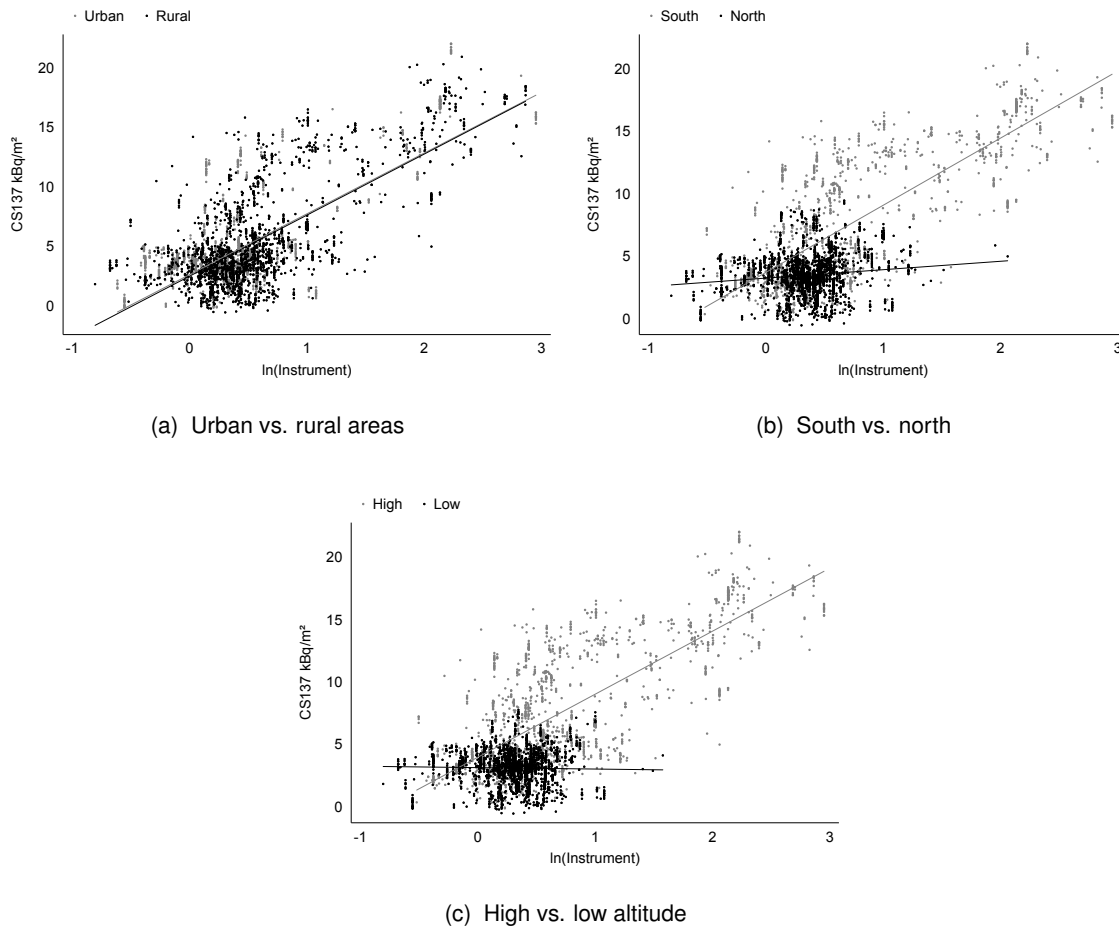 Urban Rural
CS137 kBq/m²
20
15
10
5
0
-1 0 1 2 3
ln(Instrument)
(a) Urban vs. rural areas
South North
CS137 kBq/m²
20
15
10
5
0
-1 0 1 2 3
ln(Instrument)
(b) South vs. north
High Low
CS137 kBq/m²
20
15
10
5
0
-1 0 1 2 3
ln(Instrument)
(c) High vs. low altitude